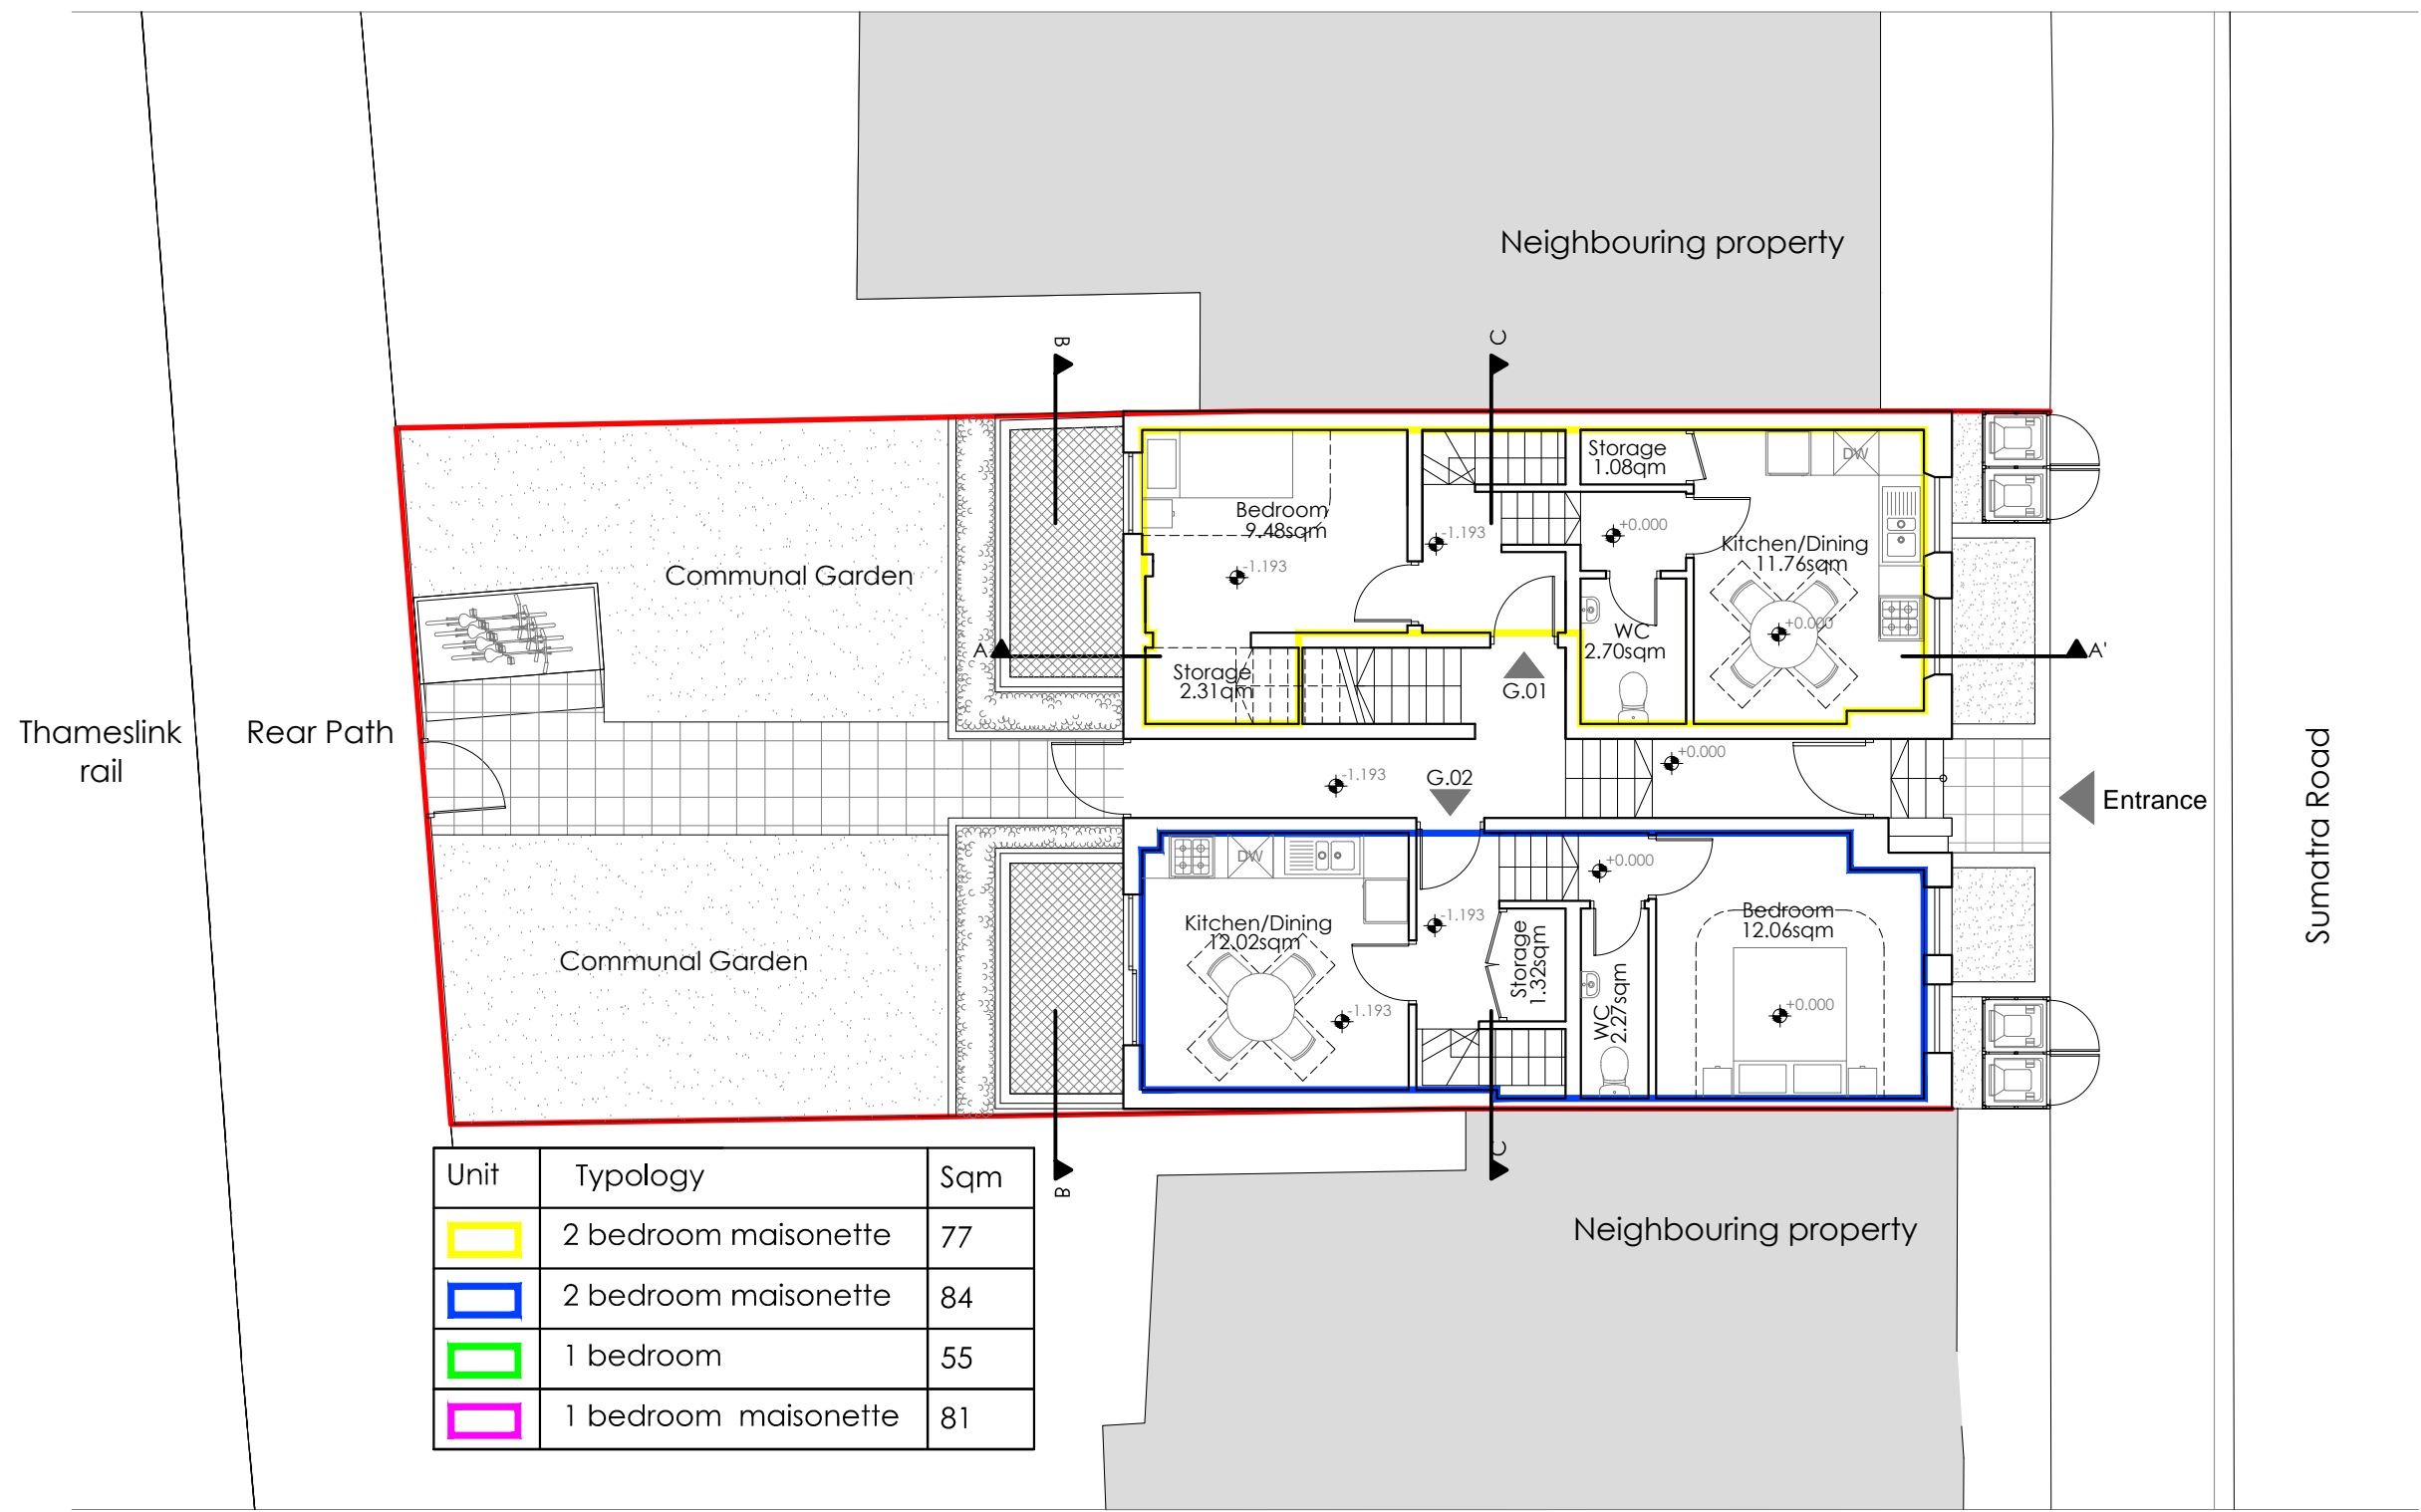 Neighbouring property
B
C
Storage
1.08qm
DW
Bedroom
9.48sqm
-1.193
+0.000
Kitchen/Dining
11.76sqm
-1.193
Communal Garden
+0.000
WC
2.70sqm
A
A'
Storage
2.31qm
G.01
Thameslink
rail
Rear Path
+0.000
-1.193
G.02
Entrance
Sumatra Road
DW
+0.000
Kitchen/Dining
12.02sqm
-1.193
Bedroom
12.06sqm
Storage
1.32sqm
Communal Garden
WC
2.27sqm
-1.193
+0.000
C
B
Neighbouring property
Unit Typology Sqm
2 bedroom maisonette 77
2 bedroom maisonette 84
1 bedroom 55
1 bedroom maisonette 81